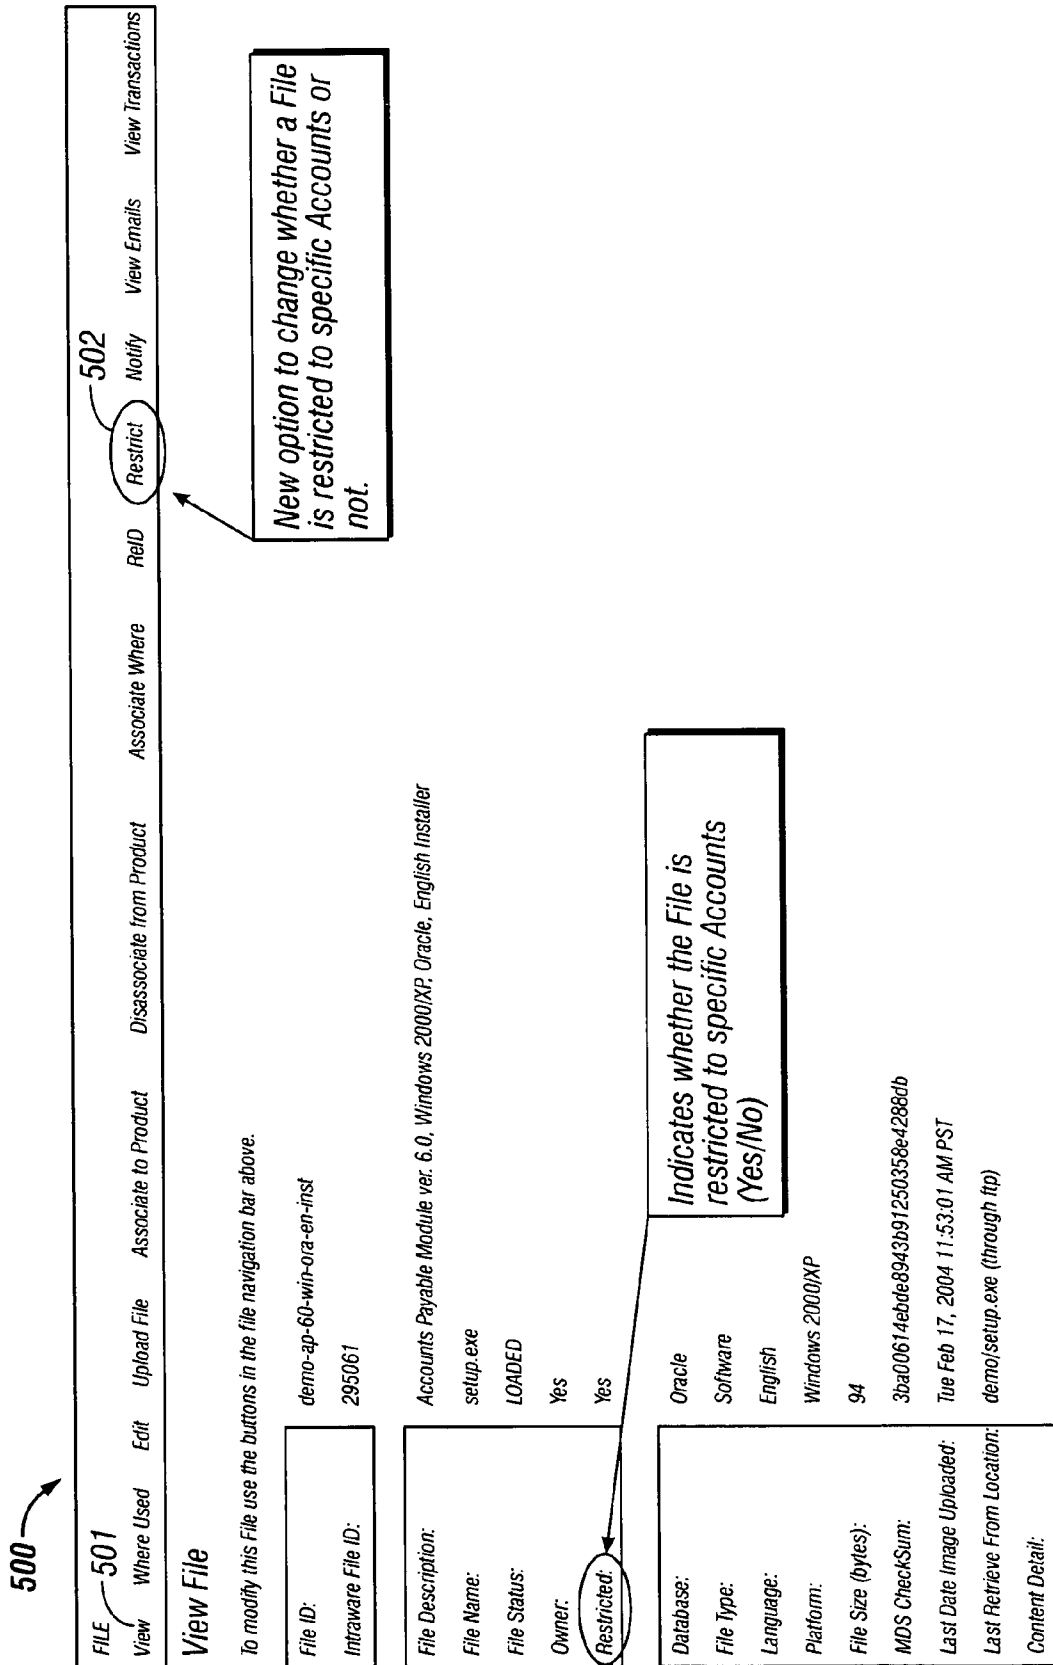 500
FILE 501 502
View Where Used Edit Upload File Associate to Product Disassociate from Product Associate Where ReID Restrict Notify View Emails View Transactions
View File
To modify this File use the buttons in the file navigation bar above.
New option to change whether a File
is restricted to specific Accounts or
not.
File ID: demo-ap-60-win-ora-en-inst
Intraware File ID: 295061
File Description: Accounts Payable Module ver. 6.0, Windows 2000/XP, Oracle, English Installer
File Name: setup.exe
File Status: LOADED
Owner: Yes
Restricted: Yes
Indicates whether the File is
restricted to specific Accounts
(Yes/No)
Database: Oracle
File Type: Software
Language: English
Platform: Windows 2000/XP
File Size (bytes): 94
MDS CheckSum: 3ba00614ebde8943b91250358e4288db
Last Date Image Uploaded: Tue Feb 17, 2004 11:53:01 AM PST
Last Retrieve From Location: demo/setup.exe (through ftp)
Content Detail: